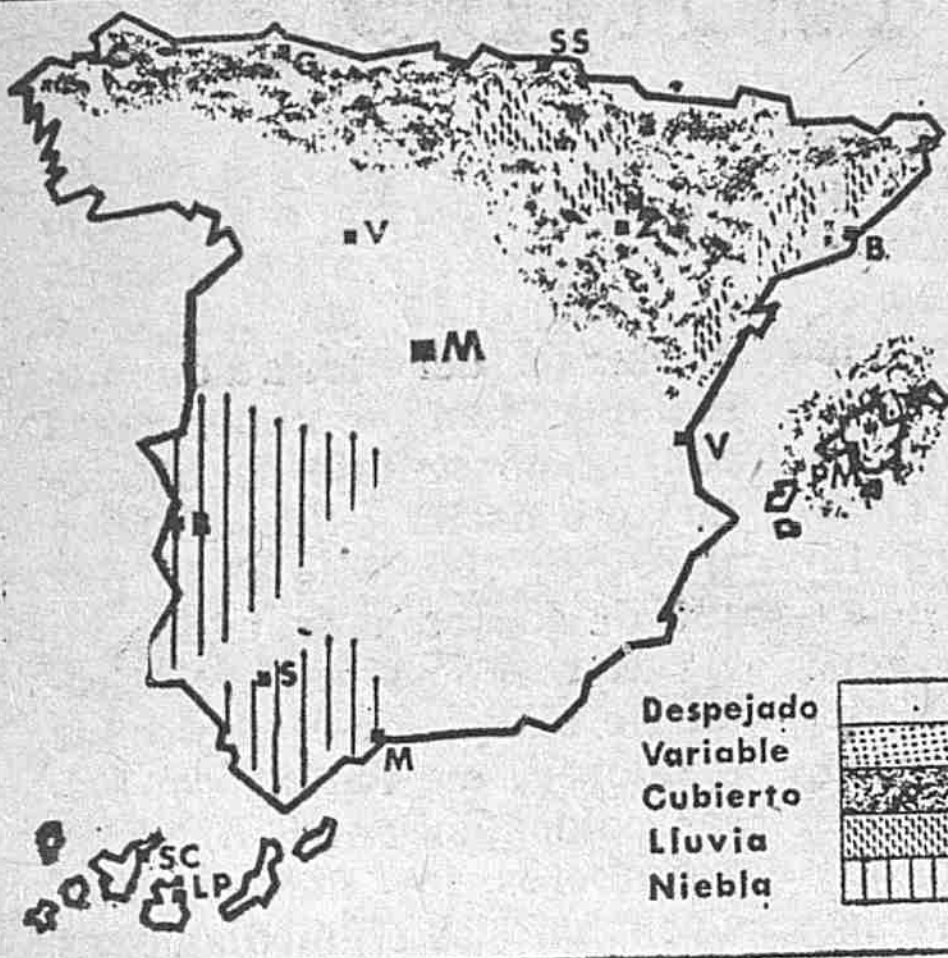 SS
G
V
Z
B.
M
V
PM
B
S
M
SC
LP
Despejado
Variable
Cubierto
Lluvia
Niebla